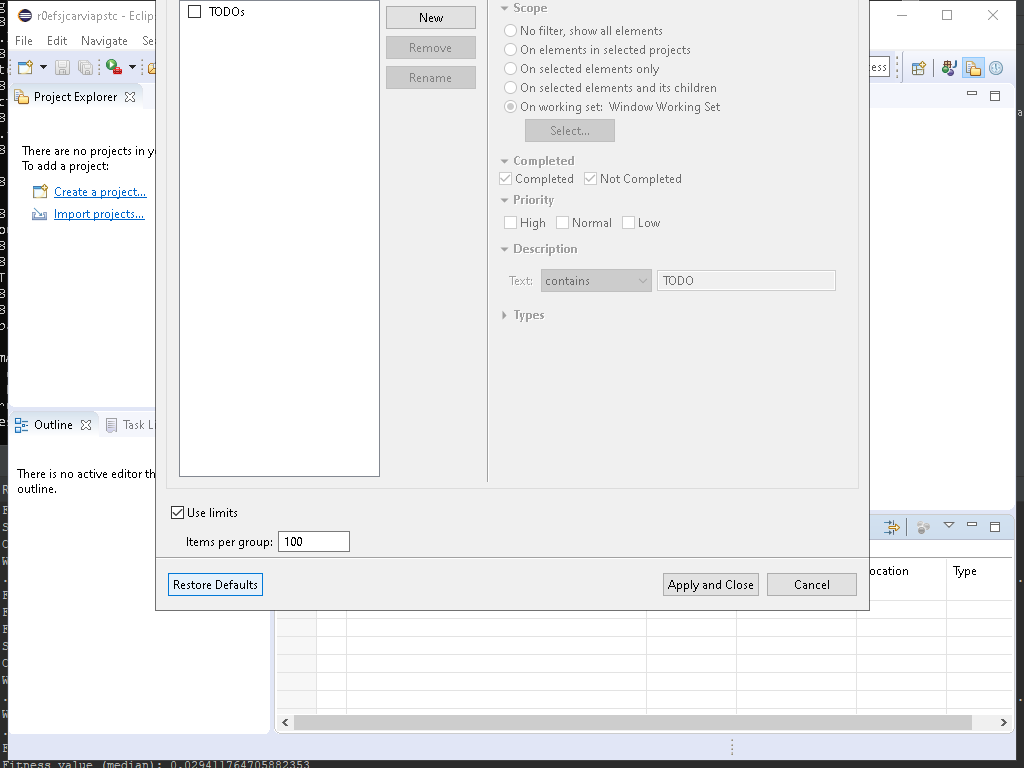 r0efsjcarviapstc - Eclip
File Edit Navigate Se
ess
Project Explorer
There are no projects in y
To add a project:
Create a project...
Import projects...
Outline
Task Li
There is no active editor th
outline.
TODOs
New
Remove
Rename
Scope
No filter, show all elements
On elements in selected projects
On selected elements only
On selected elements and its children
On working set: Window Working Set
Select...
Completed
Completed Not Completed
Priority
High Normal Low
Description
Text: contains TODO
Types
Use limits
Items per group: 100
Restore Defaults
Apply and Close
Cancel
ocation
Type
Fitness value (median): 0.029411764705882353